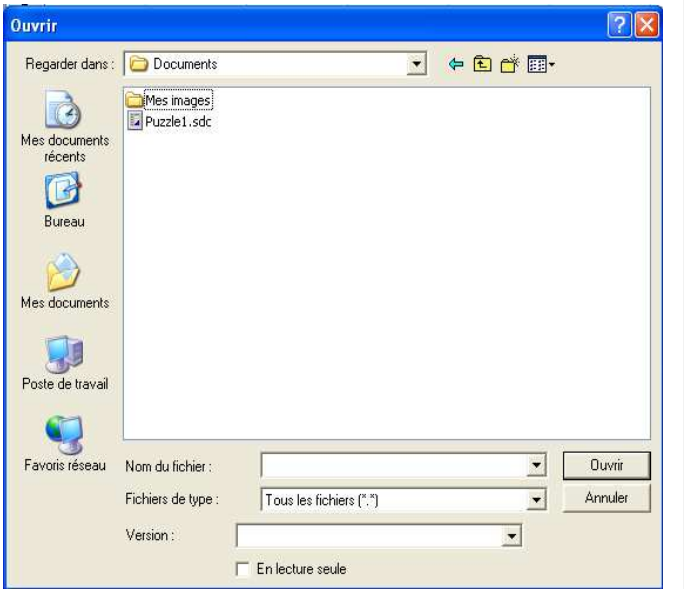 Ouvrir
Regarder dans :
Documents
Mes documents
récents
Bureau
Mes documents
Poste de travail
Favoris réseau
Mes images
Puzzle1.sdc
Nom du fichier :
Ouvrir
Fichiers de type :
Tous les fichiers (*.*)
Annuler
Version :
En lecture seule